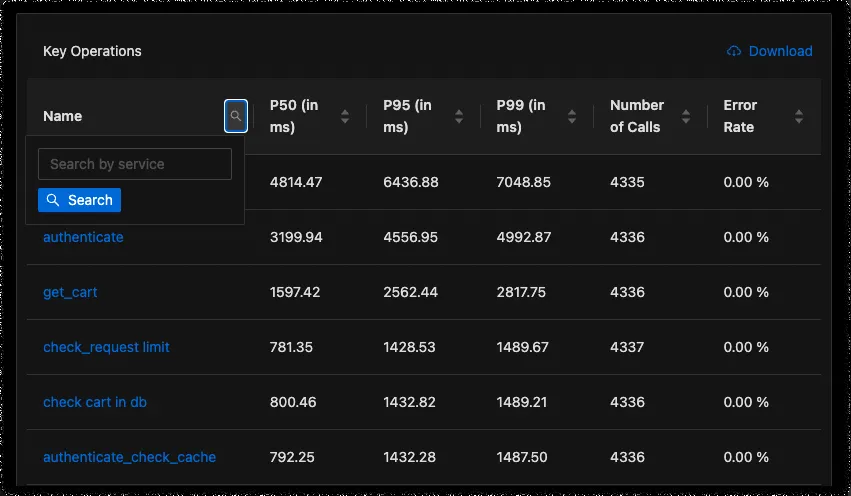 Key Operations
Download
Name
P50 (in ms)
P95 (in ms)
P99 (in ms)
Number of Calls
Error Rate
Search by service
Search
4814.47 6436.88 7048.85 4335 0.00 %
authenticate 3199.94 4556.95 4992.87 4336 0.00 %
get_cart 1597.42 2562.44 2817.75 4336 0.00 %
check_request limit 781.35 1428.53 1489.67 4337 0.00 %
check cart in db 800.46 1432.82 1489.21 4336 0.00 %
authenticate_check_cache 792.25 1432.28 1487.50 4336 0.00 %